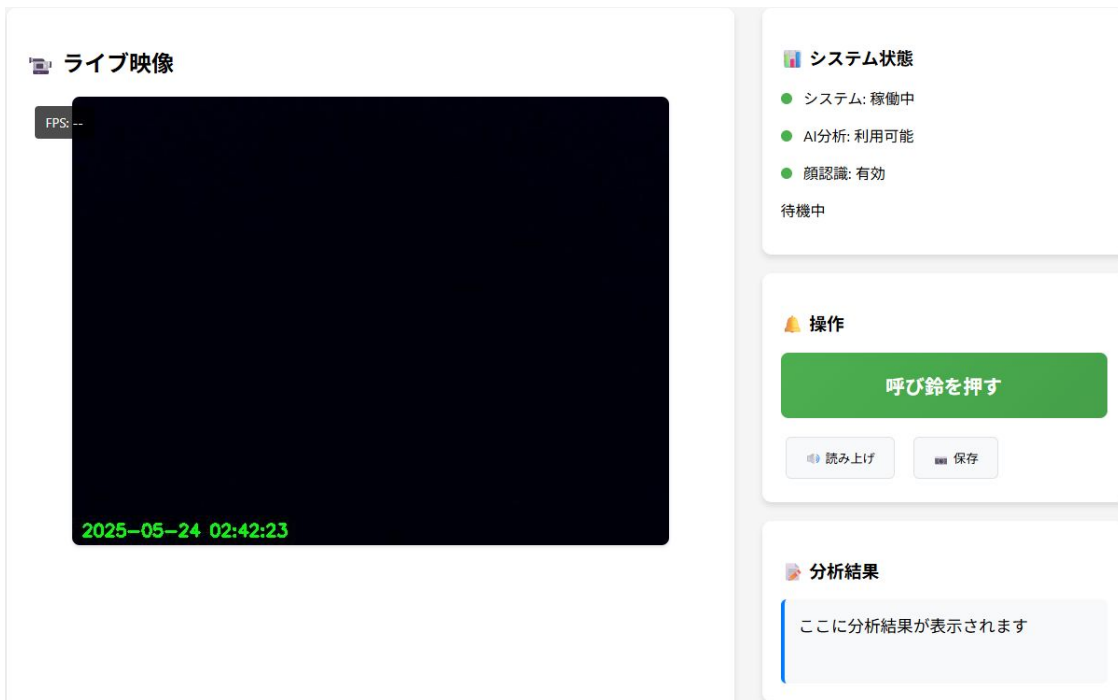 ライブ映像
FPS: --
2025-05-24 02:42:23
システム状態
システム: 稼働中
AI分析: 利用可能
顔認識: 有効
待機中
操作
呼び鈴を押す
読み上げ
保存
分析結果
ここに分析結果が表示されます